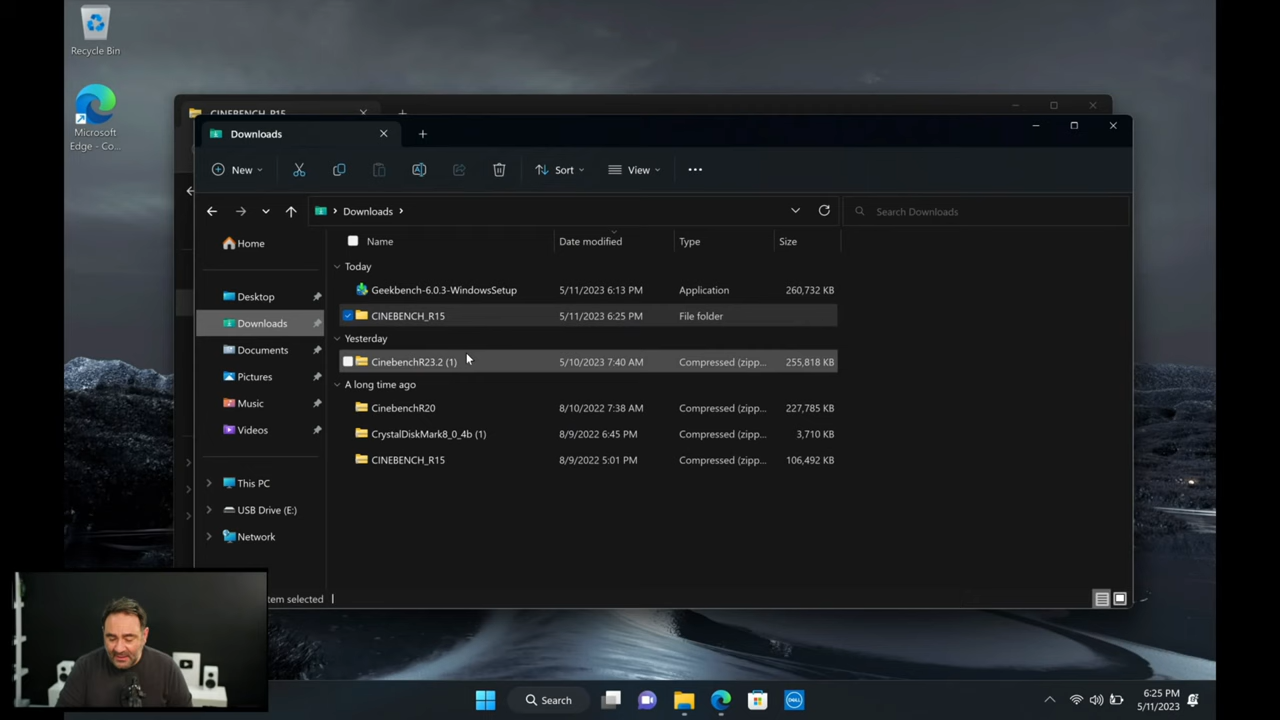 Recycle Bin
Microsoft
Edge - Co...
CINEBENCH_R15
Downloads
New
Sort
View
Downloads
Search Downloads
Home
Desktop
Downloads
Documents
Pictures
Music
Videos
This PC
USB Drive (E:)
Network
Name Date modified Type Size
Today
Geekbench-6.0.3-WindowsSetup 5/11/2023 6:13 PM Application 260,732 KB
CINEBENCH_R15 5/11/2023 6:25 PM File folder
Yesterday
CinebenchR23.2 (1) 5/10/2023 7:40 AM Compressed (zipp... 255,818 KB
A long time ago
CinebenchR20 8/10/2022 7:38 AM Compressed (zipp... 227,785 KB
CrystalDiskMark8_0_4b (1) 8/9/2022 6:45 PM Compressed (zipp... 3,710 KB
CINEBENCH_R15 8/9/2022 5:01 PM Compressed (zipp... 106,492 KB
tem selected
Search
DELL
6:25 PM
5/11/2023